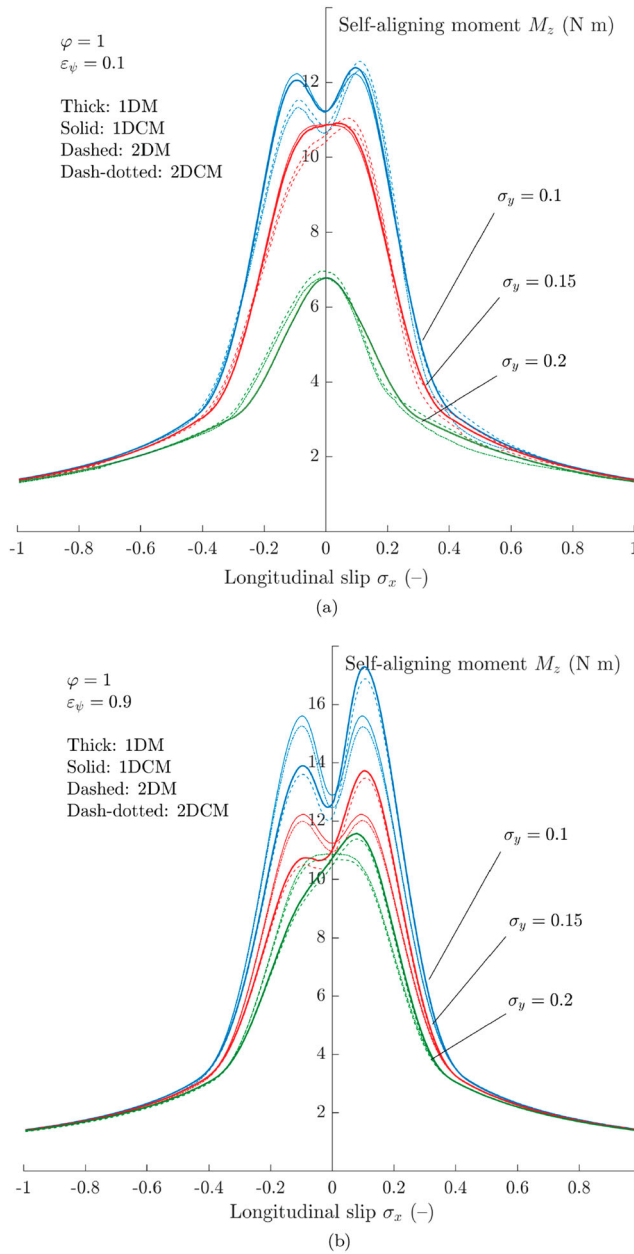 Self-aligning moment M_z (N m)
φ = 1
ε_ψ = 0.1
Thick: 1DM
Solid: 1DCM
Dashed: 2DM
Dash-dotted: 2DCM
12
10
8
6
4
2
σ_y = 0.1
σ_y = 0.15
σ_y = 0.2
-1 -0.8 -0.6 -0.4 -0.2 0 0.2 0.4 0.6 0.8 1
Longitudinal slip σ_x (–)
(a)
Self-aligning moment M_z (N m)
φ = 1
ε_ψ = 0.9
Thick: 1DM
Solid: 1DCM
Dashed: 2DM
Dash-dotted: 2DCM
16
14
12
10
8
6
4
2
σ_y = 0.1
σ_y = 0.15
σ_y = 0.2
-1 -0.8 -0.6 -0.4 -0.2 0 0.2 0.4 0.6 0.8 1
Longitudinal slip σ_x (–)
(b)